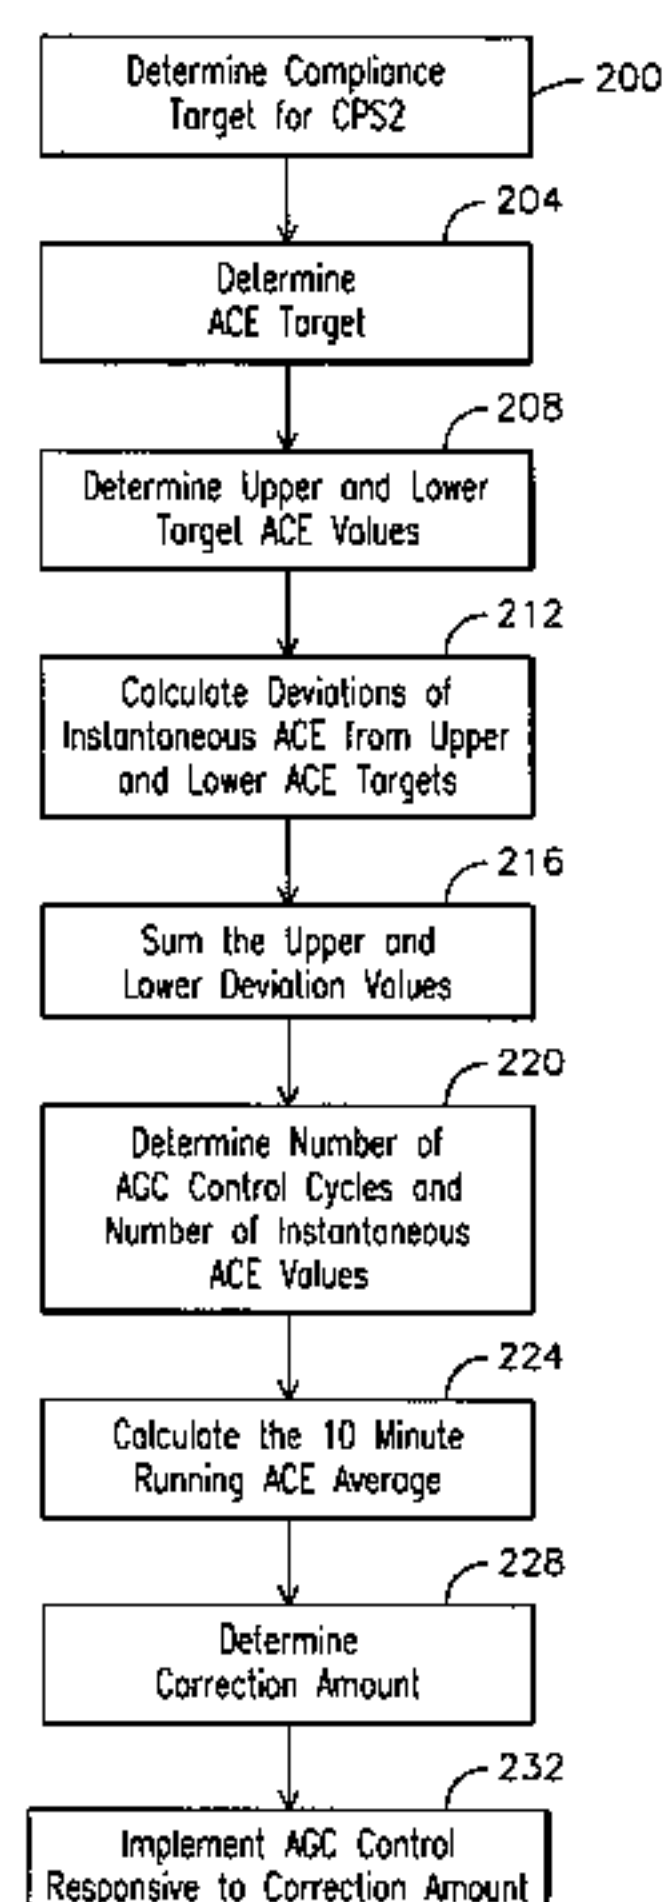 Determine Compliance
Target for CPS2
200
204
Determine
ACE Target
208
Determine Upper and Lower
Target ACE Values
212
Calculate Deviations of
Instantaneous ACE from Upper
and Lower ACE Targets
216
Sum the Upper and
Lower Deviation Values
220
Determine Number of
AGC Control Cycles and
Number of Instantaneous
ACE Values
224
Calculate the 10 Minute
Running ACE Average
228
Determine
Correction Amount
232
Implement AGC Control
Responsive to Correction Amount